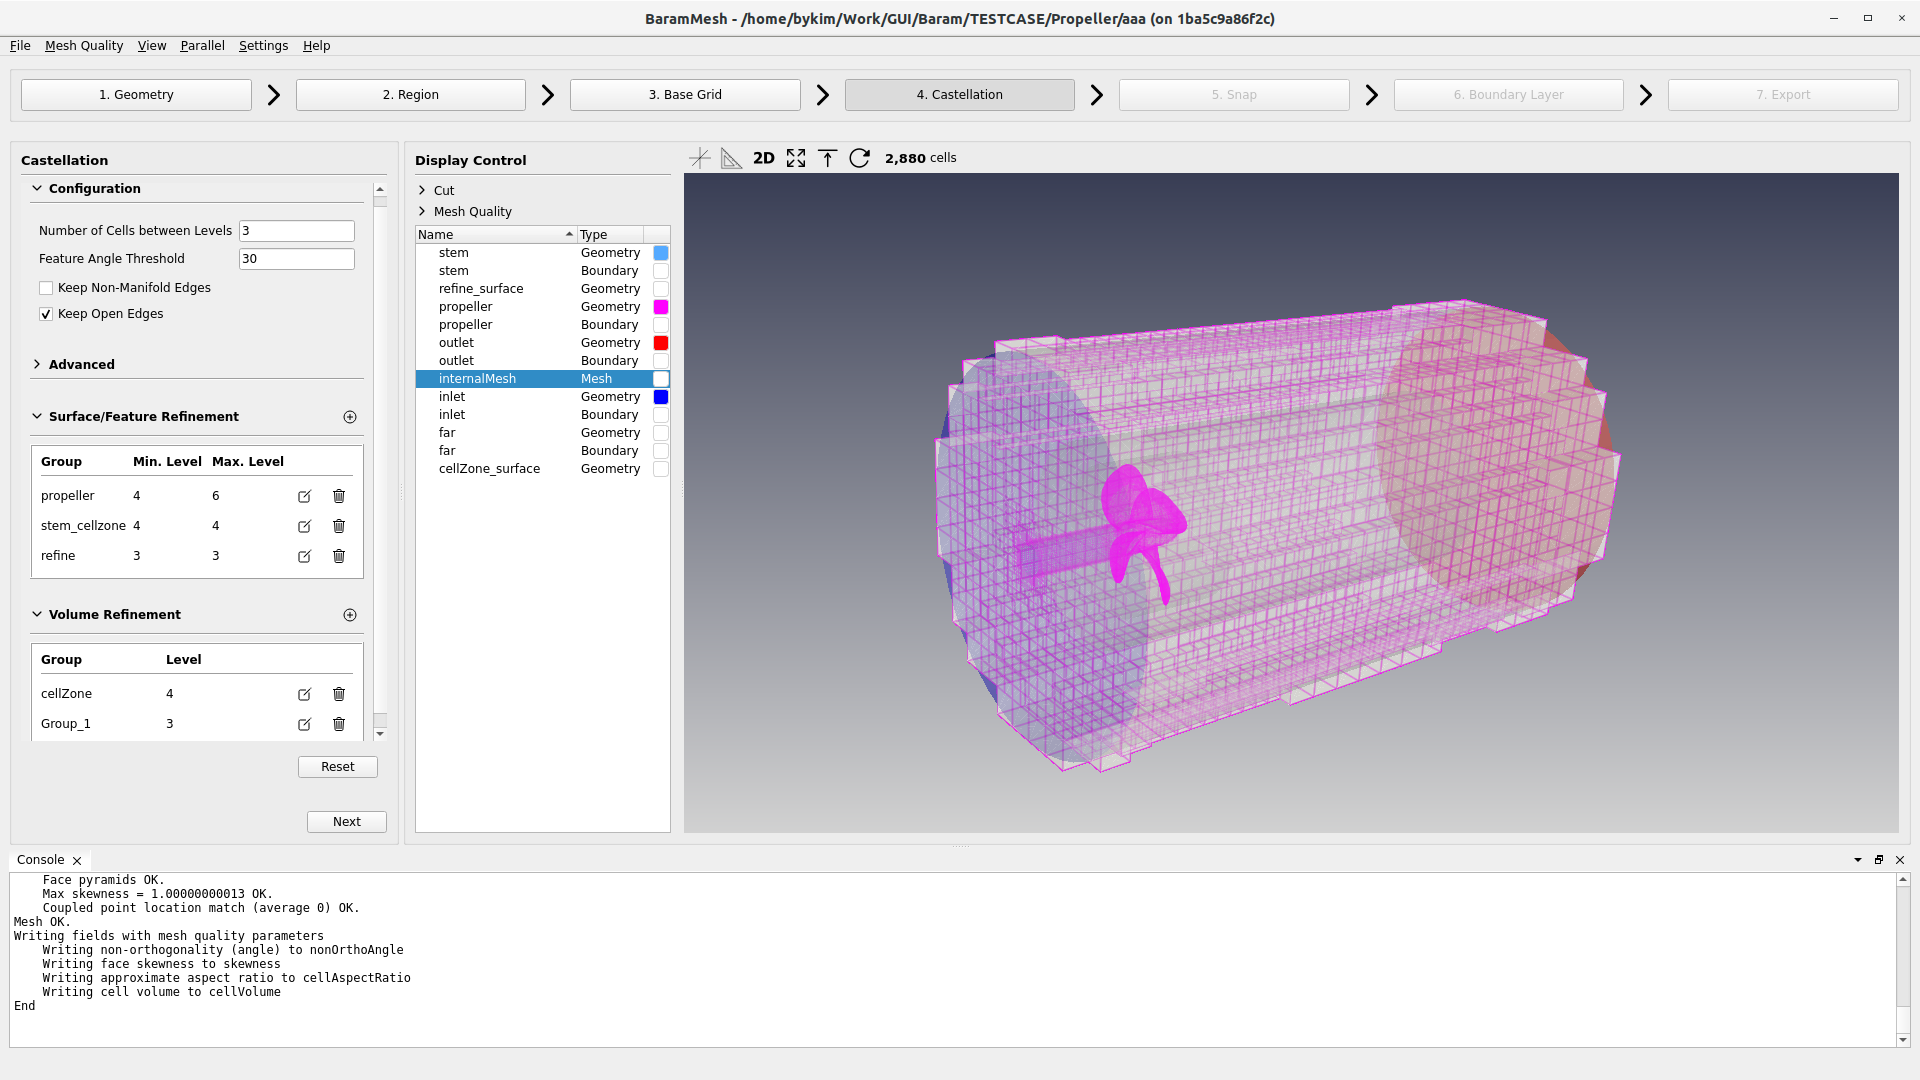 BaramMesh - /home/bykim/Work/GUI/Baram/TESTCASE/Propeller/aaa (on 1ba5c9a86f2c)
File Mesh Quality View Parallel Settings Help
1. Geometry 2. Region 3. Base Grid 4. Castellation 5. Snap 6. Boundary Layer 7. Export
Castellation
Configuration
Number of Cells between Levels 3
Feature Angle Threshold 30
Keep Non-Manifold Edges
Keep Open Edges
Advanced
Surface/Feature Refinement
Group Min. Level Max. Level
propeller 4 6
stem_cellzone 4 4
refine 3 3
Volume Refinement
Group Level
cellZone 4
Group_1 3
Reset
Next
Display Control
Cut
Mesh Quality
Name Type
stem Geometry
stem Boundary
refine_surface Geometry
propeller Geometry
propeller Boundary
outlet Geometry
outlet Boundary
internalMesh Mesh
inlet Geometry
inlet Boundary
far Geometry
far Boundary
cellZone_surface Geometry
2D 2,880 cells
Console
Face pyramids OK.
Max skewness = 1.00000000013 OK.
Coupled point location match (average 0) OK.
Mesh OK.
Writing fields with mesh quality parameters
Writing non-orthogonality (angle) to nonOrthoAngle
Writing face skewness to skewness
Writing approximate aspect ratio to cellAspectRatio
Writing cell volume to cellVolume
End